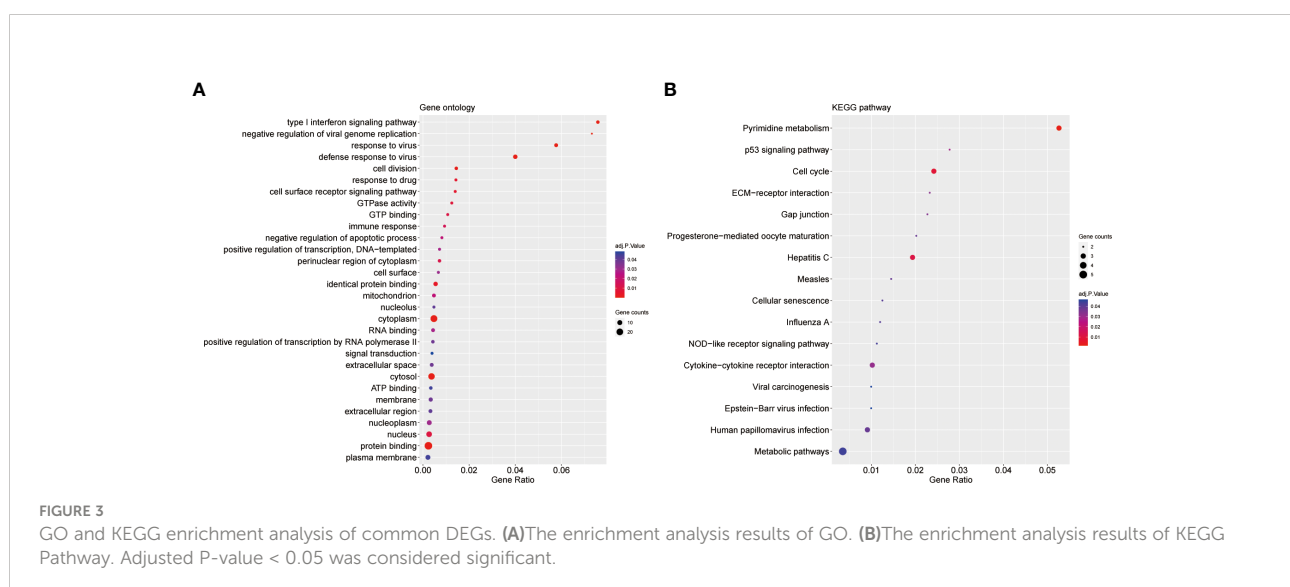 A
Gene ontology
type I interferon signaling pathway
negative regulation of viral genome replication
response to virus
defense response to virus
cell division
response to drug
cell surface receptor signaling pathway
GTPase activity
GTP binding
immune response
negative regulation of apoptotic process
positive regulation of transcription, DNA−templated
perinuclear region of cytoplasm
cell surface
identical protein binding
mitochondrion
nucleolus
cytoplasm
RNA binding
positive regulation of transcription by RNA polymerase II
signal transduction
extracellular space
cytosol
ATP binding
membrane
extracellular region
nucleoplasm
nucleus
protein binding
plasma membrane
0.00 0.02 0.04 0.06
Gene Ratio
adj.P.Value
0.04
0.03
0.02
0.01
Gene counts
10
20
B
KEGG pathway
Pyrimidine metabolism
p53 signaling pathway
Cell cycle
ECM−receptor interaction
Gap junction
Progesterone−mediated oocyte maturation
Hepatitis C
Measles
Cellular senescence
Influenza A
NOD−like receptor signaling pathway
Cytokine−cytokine receptor interaction
Viral carcinogenesis
Epstein−Barr virus infection
Human papillomavirus infection
Metabolic pathways
0.01 0.02 0.03 0.04 0.05
Gene Ratio
Gene counts
2
3
4
5
adj.P.Value
0.04
0.03
0.02
0.01
FIGURE 3
GO and KEGG enrichment analysis of common DEGs. (A)The enrichment analysis results of GO. (B)The enrichment analysis results of KEGG
Pathway. Adjusted P-value < 0.05 was considered significant.